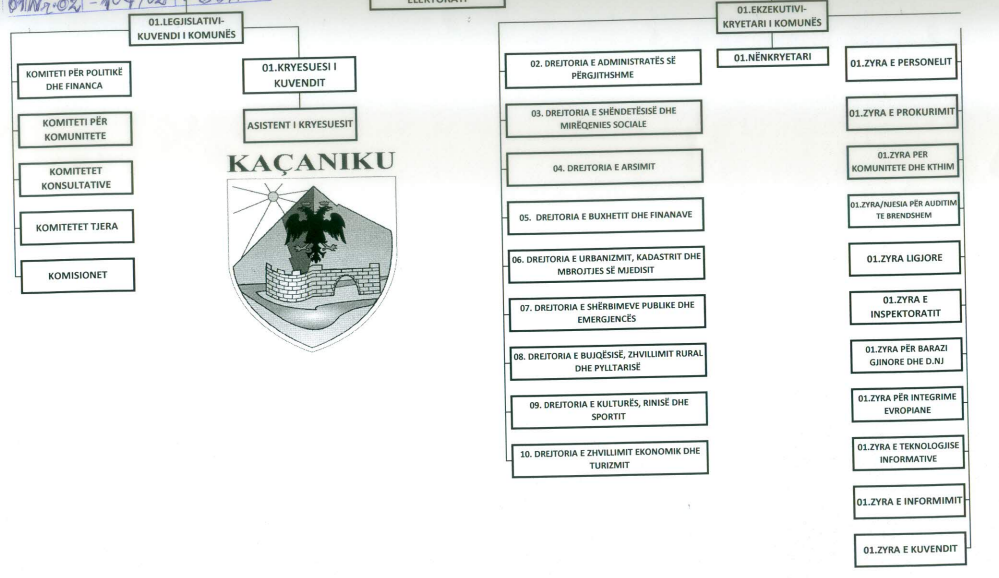 ELEKTORATI
01.LEGJISLATIVI-
KUVENDI I KOMUNËS
KOMITETI PËR POLITIKË
DHE FINANCA
KOMITETI PËR
KOMUNITETE
KOMITETET
KONSULTATIVE
KOMITETET TJERA
KOMISIONET
01.KRYESUESI I
KUVENDIT
ASISTENT I KRYESUESIT
KAÇANIKU
01.EKZEKUTIVI-
KRYETARI I KOMUNËS
01.NËNKRYETARI
02. DREJTORIA E ADMINISTRATËS SË
PËRGJITHSHME
03. DREJTORIA E SHËNDETËSISË DHE
MIRËQENIES SOCIALE
04. DREJTORIA E ARSIMIT
05. DREJTORIA E BUXHETIT DHE FINANAVE
06. DREJTORIA E URBANIZMIT, KADASTRIT DHE
MBROJTJES SË MJEDISIT
07. DREJTORIA E SHËRBIMEVE PUBLIKE DHE
EMERGJENCËS
08. DREJTORIA E BUJQËSISË, ZHVILLIMIT RURAL
DHE PYLLTARISË
09. DREJTORIA E KULTURËS, RINISË DHE
SPORTIT
10. DREJTORIA E ZHVILLIMIT EKONOMIK DHE
TURIZMIT
01.ZYRA E PERSONELIT
01.ZYRA E PROKURIMIT
01.ZYRA PER
KOMUNITETE DHE KTHIM
01.ZYRA/NJESIA PËR AUDITIM
TE BRENDSHEM
01.ZYRA LIGJORE
01.ZYRA E
INSPEKTORATIT
01.ZYRA PËR BARAZI
GJINORE DHE D.NJ
01.ZYRA PËR INTEGRIME
EVROPIANE
01.ZYRA E TEKNOLOGJISE
INFORMATIVE
01.ZYRA E INFORMIMIT
01.ZYRA E KUVENDIT